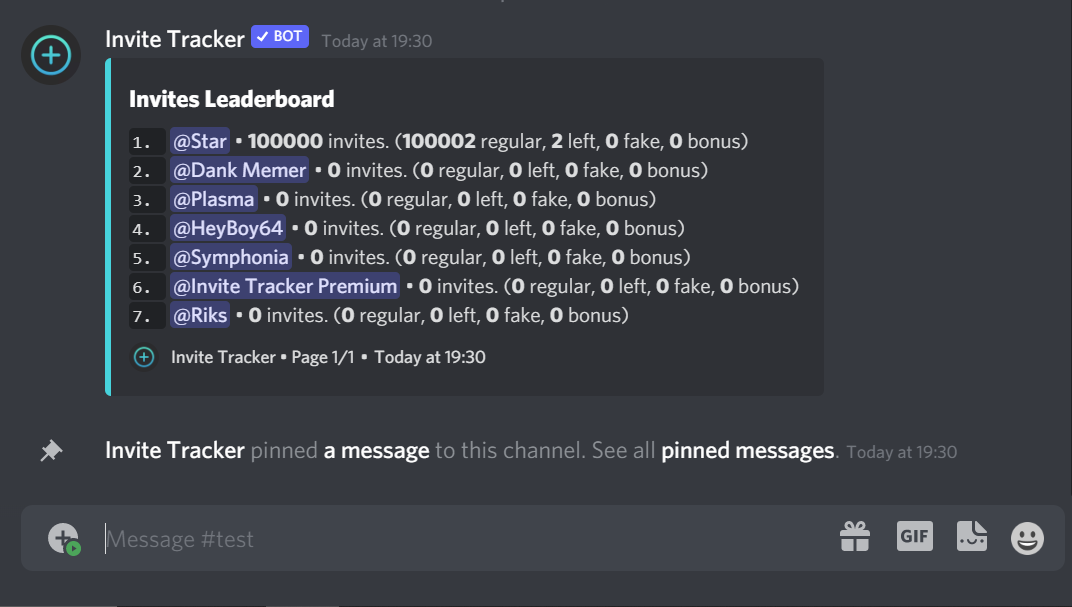 Invite Tracker ✓ BOT Today at 19:30
Invites Leaderboard
1. @Star • 100000 invites. (100002 regular, 2 left, 0 fake, 0 bonus)
2. @Dank Memer • 0 invites. (0 regular, 0 left, 0 fake, 0 bonus)
3. @Plasma • 0 invites. (0 regular, 0 left, 0 fake, 0 bonus)
4. @HeyBoy64 • 0 invites. (0 regular, 0 left, 0 fake, 0 bonus)
5. @Symphonia • 0 invites. (0 regular, 0 left, 0 fake, 0 bonus)
6. @Invite Tracker Premium • 0 invites. (0 regular, 0 left, 0 fake, 0 bonus)
7. @Riks • 0 invites. (0 regular, 0 left, 0 fake, 0 bonus)
Invite Tracker • Page 1/1 • Today at 19:30
Invite Tracker pinned a message to this channel. See all pinned messages. Today at 19:30
Message #test GIF